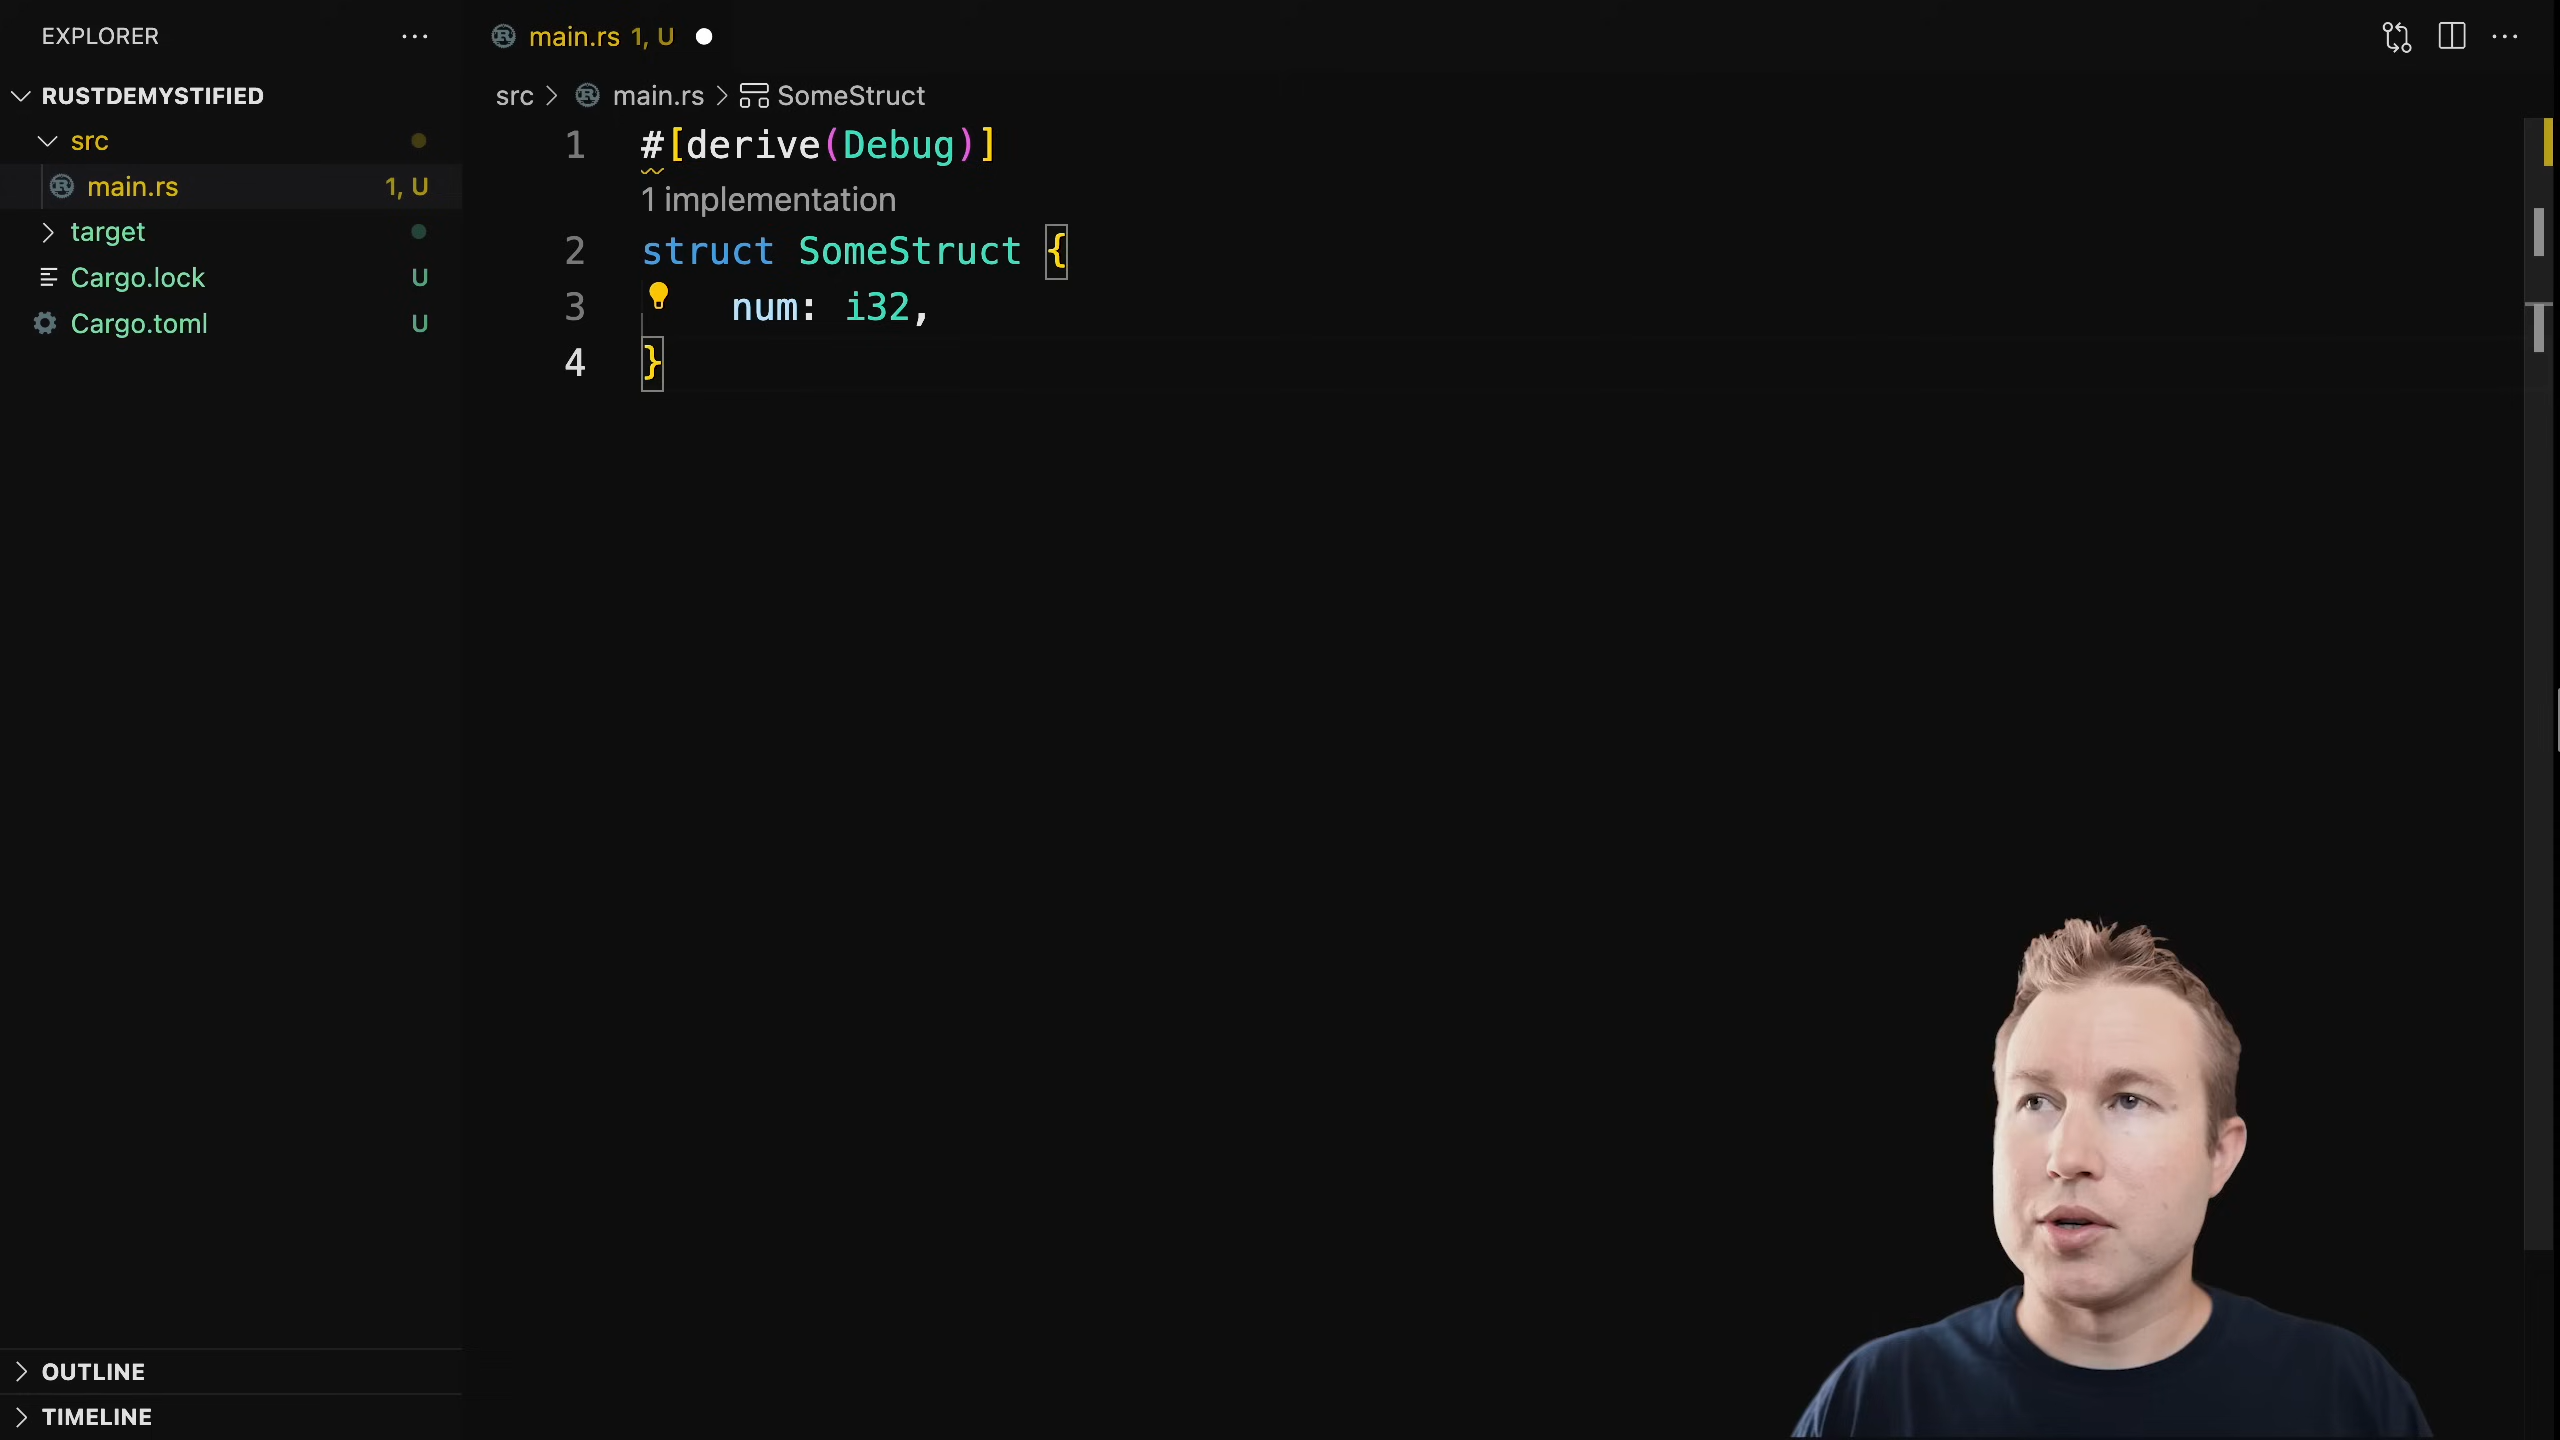 EXPLORER
RUSTDEMYSTIFIED
src
main.rs 1, U
target
Cargo.lock U
Cargo.toml U
OUTLINE
TIMELINE
main.rs 1, U
src > main.rs > SomeStruct
1 #[derive(Debug)]
1 implementation
2 struct SomeStruct {
3 num: i32,
4 }